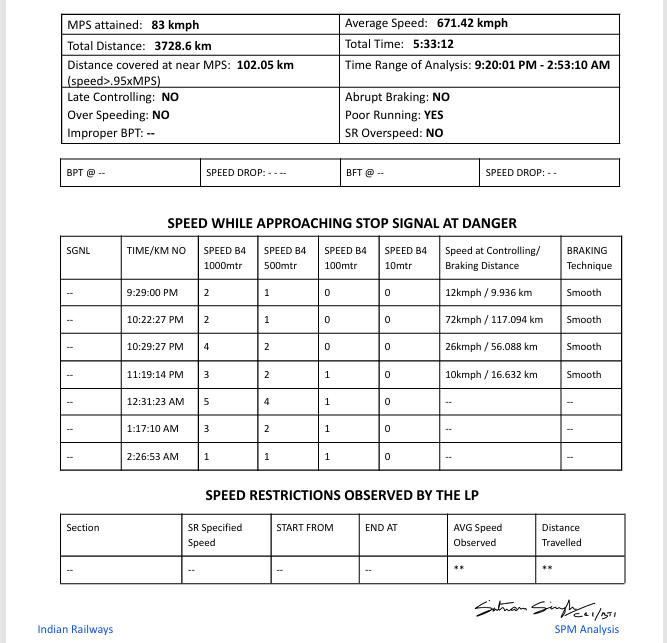 MPS attained: 83 kmph
Average Speed: 671.42 kmph
Total Distance: 3728.6 km
Total Time: 5:33:12
Distance covered at near MPS: 102.05 km
(speed>.95xMPS)
Time Range of Analysis: 9:20:01 PM - 2:53:10 AM
Late Controlling: NO
Over Speeding: NO
Improper BPT: --
Abrupt Braking: NO
Poor Running: YES
SR Overspeed: NO
BPT @ -- SPEED DROP: - - -- BFT @ -- SPEED DROP: - -
SPEED WHILE APPROACHING STOP SIGNAL AT DANGER
SGNL TIME/KM NO SPEED B4 SPEED B4 SPEED B4 SPEED B4 Speed at Controlling/ BRAKING
1000mtr 500mtr 100mtr 10mtr Braking Distance Technique
-- 9:29:00 PM 2 1 0 0 12kmph / 9.936 km Smooth
-- 10:22:27 PM 2 1 0 0 72kmph / 117.094 km Smooth
-- 10:29:27 PM 4 2 0 0 26kmph / 56.088 km Smooth
-- 11:19:14 PM 3 2 1 0 10kmph / 16.632 km Smooth
-- 12:31:23 AM 5 4 1 0 -- --
-- 1:17:10 AM 3 2 1 0 -- --
-- 2:26:53 AM 1 1 1 0 -- --
SPEED RESTRICTIONS OBSERVED BY THE LP
Section SR Specified START FROM END AT AVG Speed Distance
Speed Observed Travelled
-- -- -- -- ** **
Satnam Singh
Indian Railways SPM Analysis